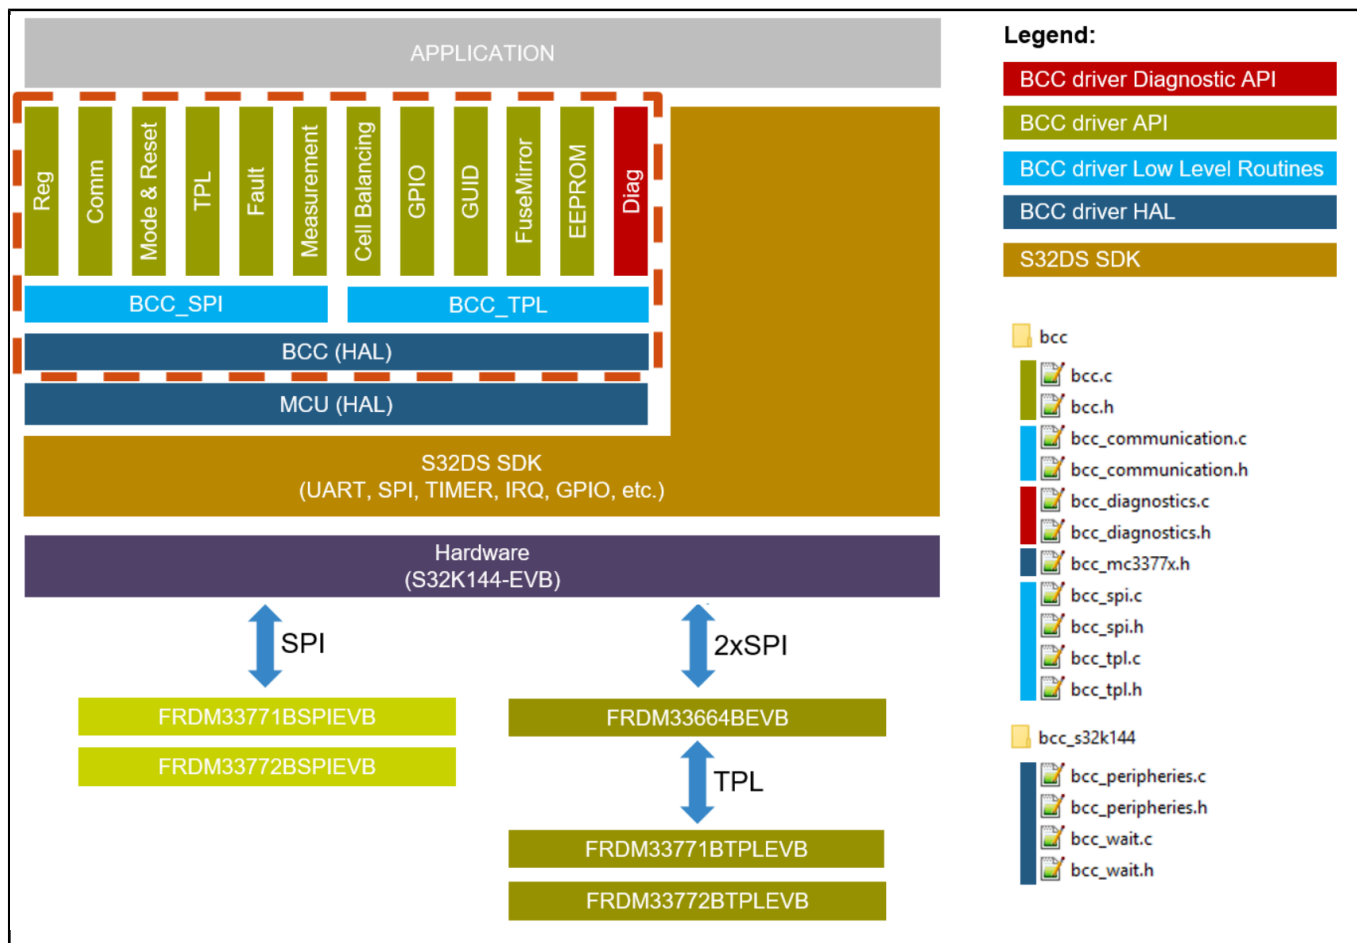 APPLICATION
Reg
Comm
Mode & Reset
TPL
Fault
Measurement
Cell Balancing
GPIO
GUID
FuseMirror
EEPROM
Diag
BCC_SPI
BCC_TPL
BCC (HAL)
MCU (HAL)
S32DS SDK
(UART, SPI, TIMER, IRQ, GPIO, etc.)
Hardware
(S32K144-EVB)
SPI
2xSPI
FRDM33771BSPIEVB
FRDM33772BSPIEVB
FRDM33664BEVB
TPL
FRDM33771BTPLEVB
FRDM33772BTPLEVB
Legend:
BCC driver Diagnostic API
BCC driver API
BCC driver Low Level Routines
BCC driver HAL
S32DS SDK
bcc
bcc.c
bcc.h
bcc_communication.c
bcc_communication.h
bcc_diagnostics.c
bcc_diagnostics.h
bcc_mc3377x.h
bcc_spi.c
bcc_spi.h
bcc_tpl.c
bcc_tpl.h
bcc_s32k144
bcc_peripheries.c
bcc_peripheries.h
bcc_wait.c
bcc_wait.h